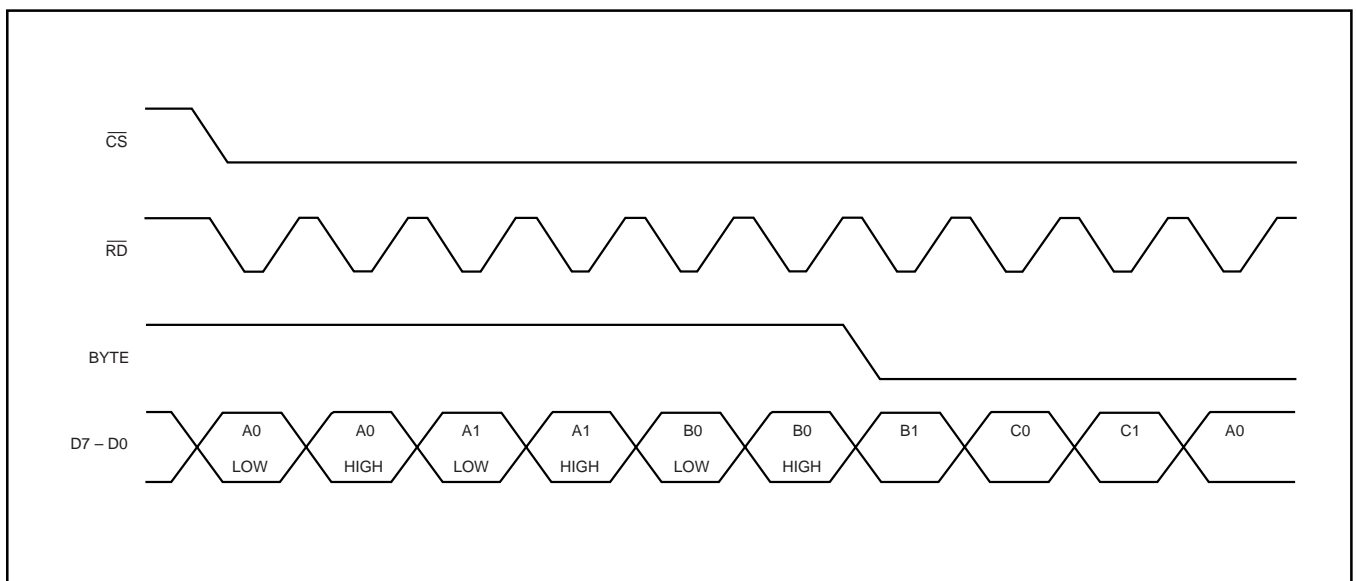 CS
RD
BYTE
D7 – D0
A0 A0 A1 A1 B0 B0 B1 C0 C1 A0
LOW HIGH LOW HIGH LOW HIGH